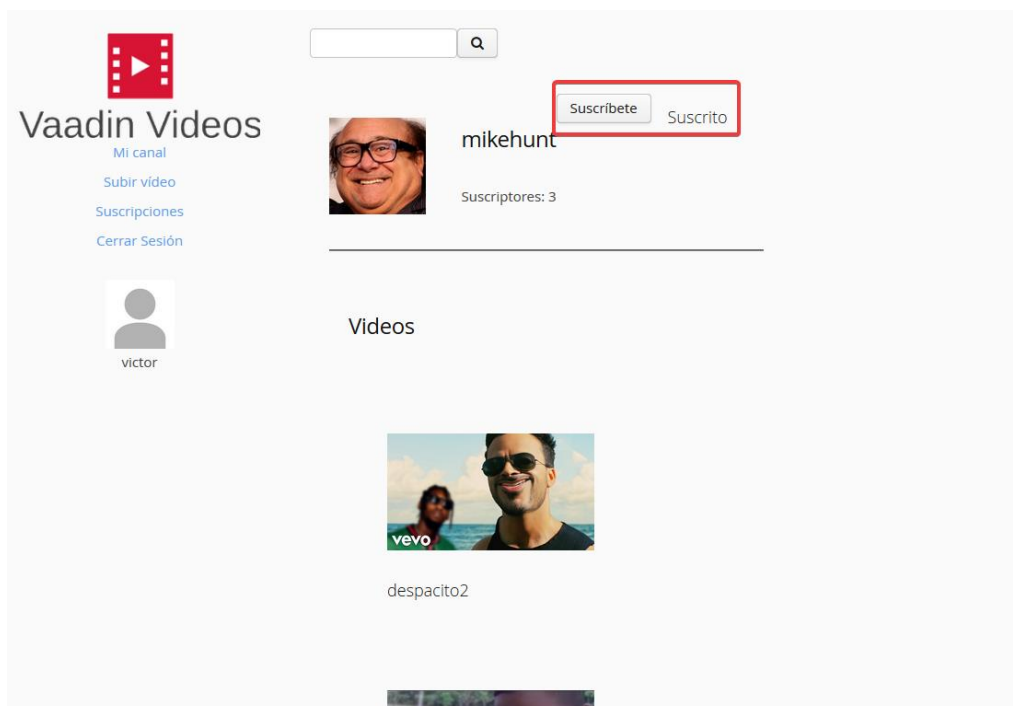 Vaadin Videos
Mi canal
Subir vídeo
Suscripciones
Cerrar Sesión
victor
Suscríbete
Suscrito
mikehunt
Suscriptores: 3
Videos
vevo
despacito2